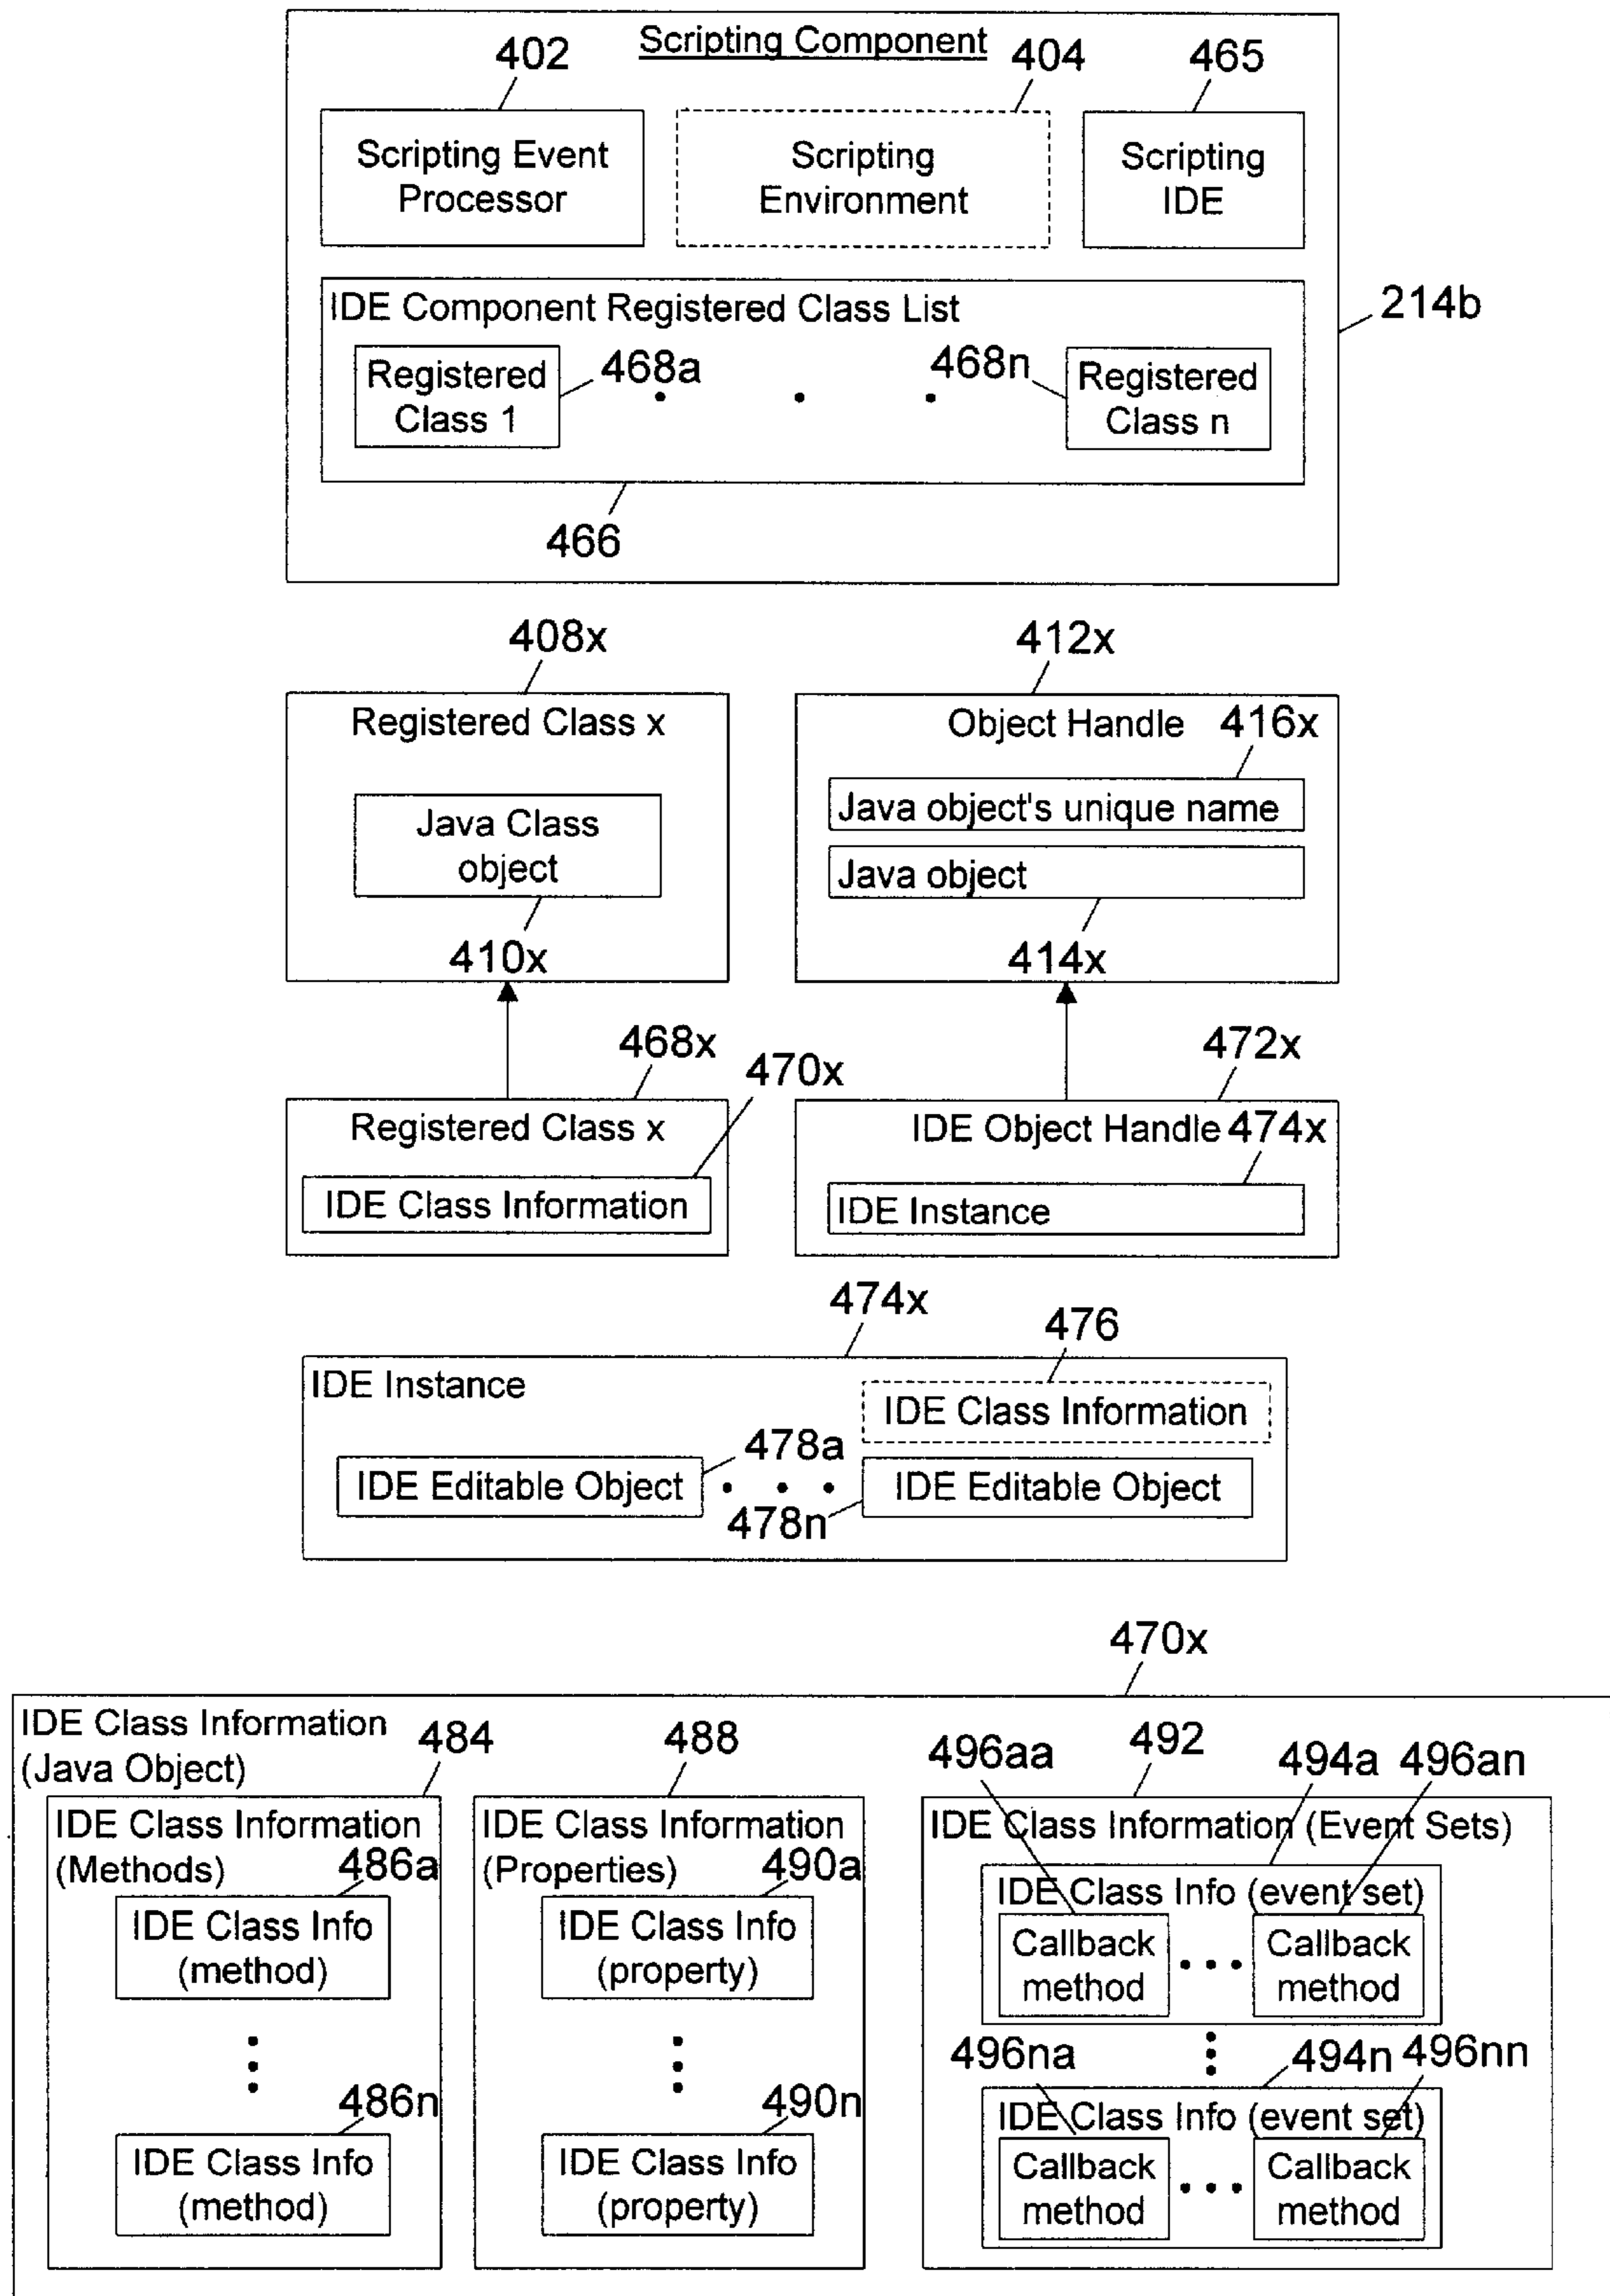 Scripting Component
402
404
465
Scripting Event
Processor
Scripting
Environment
Scripting
IDE
IDE Component Registered Class List
214b
Registered
Class 1
468a
468n
Registered
Class n
466
408x
412x
Registered Class x
Java Class
object
410x
Object Handle
416x
Java object's unique name
Java object
414x
468x
470x
472x
Registered Class x
IDE Class Information
IDE Object Handle
474x
IDE Instance
474x
476
IDE Instance
IDE Class Information
478a
IDE Editable Object
IDE Editable Object
478n
470x
IDE Class Information
(Java Object)
484
488
496aa
492
494a
496an
IDE Class Information
(Methods)
486a
IDE Class Info
(method)
486n
IDE Class Info
(method)
IDE Class Information
(Properties)
490a
IDE Class Info
(property)
490n
IDE Class Info
(property)
IDE Class Information (Event Sets)
IDE Class Info (event set)
Callback
method
Callback
method
496na
494n
496nn
IDE Class Info (event set)
Callback
method
Callback
method